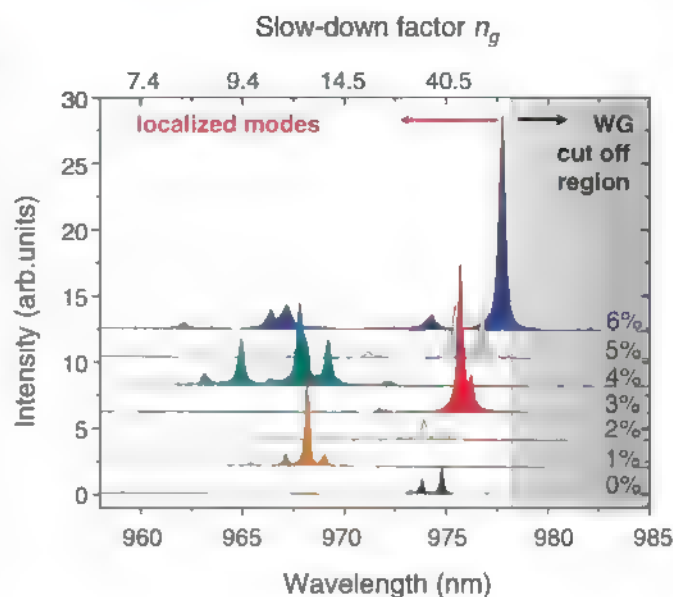 Slow-down factor n_g
7.4 9.4 14.5 40.5
30
25
20
15
10
5
0
Intensity (arb.units)
localized modes
WG
cut off
region
6%
5%
4%
3%
2%
1%
0%
960 965 970 975 980 985
Wavelength (nm)